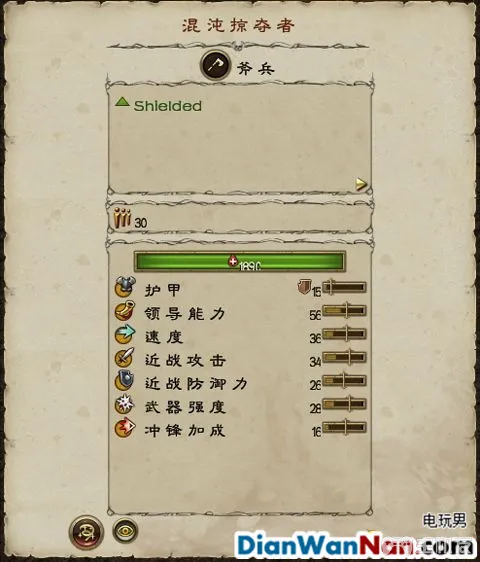 混沌掠夺者
斧兵
Shielded
30
护甲 15
领导能力 56
速度 36
近战攻击 34
近战防御力 26
武器强度 28
冲锋加成 16
电玩男
DianWanNan.com